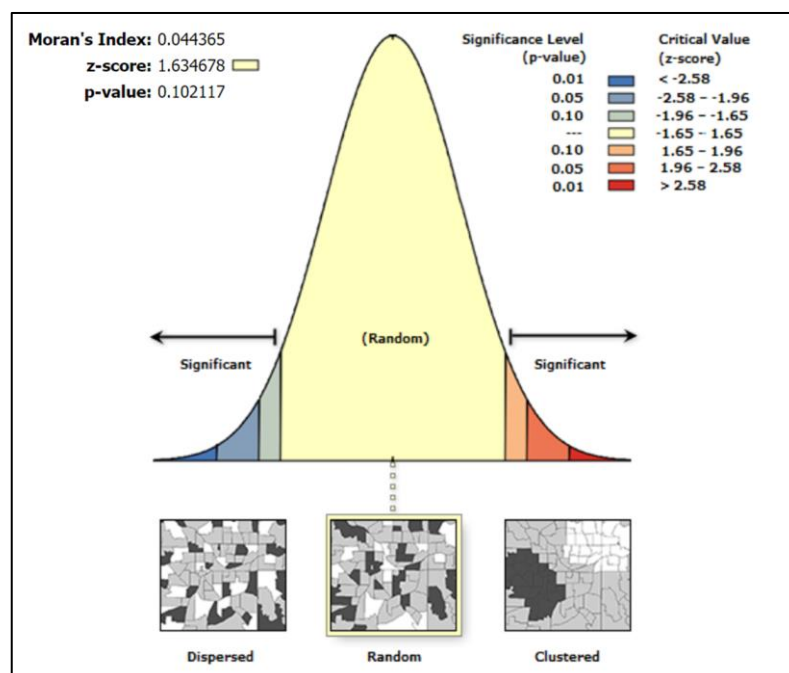 Moran's Index: 0.044365
z-score: 1.634678
p-value: 0.102117
Significance Level
(p-value)
Critical Value
(z-score)
0.01 < -2.58
0.05 -2.58 – -1.96
0.10 -1.96 – -1.65
--- -1.65 – 1.65
0.10 1.65 – 1.96
0.05 1.96 – 2.58
0.01 > 2.58
(Random)
Significant
Significant
Dispersed
Random
Clustered